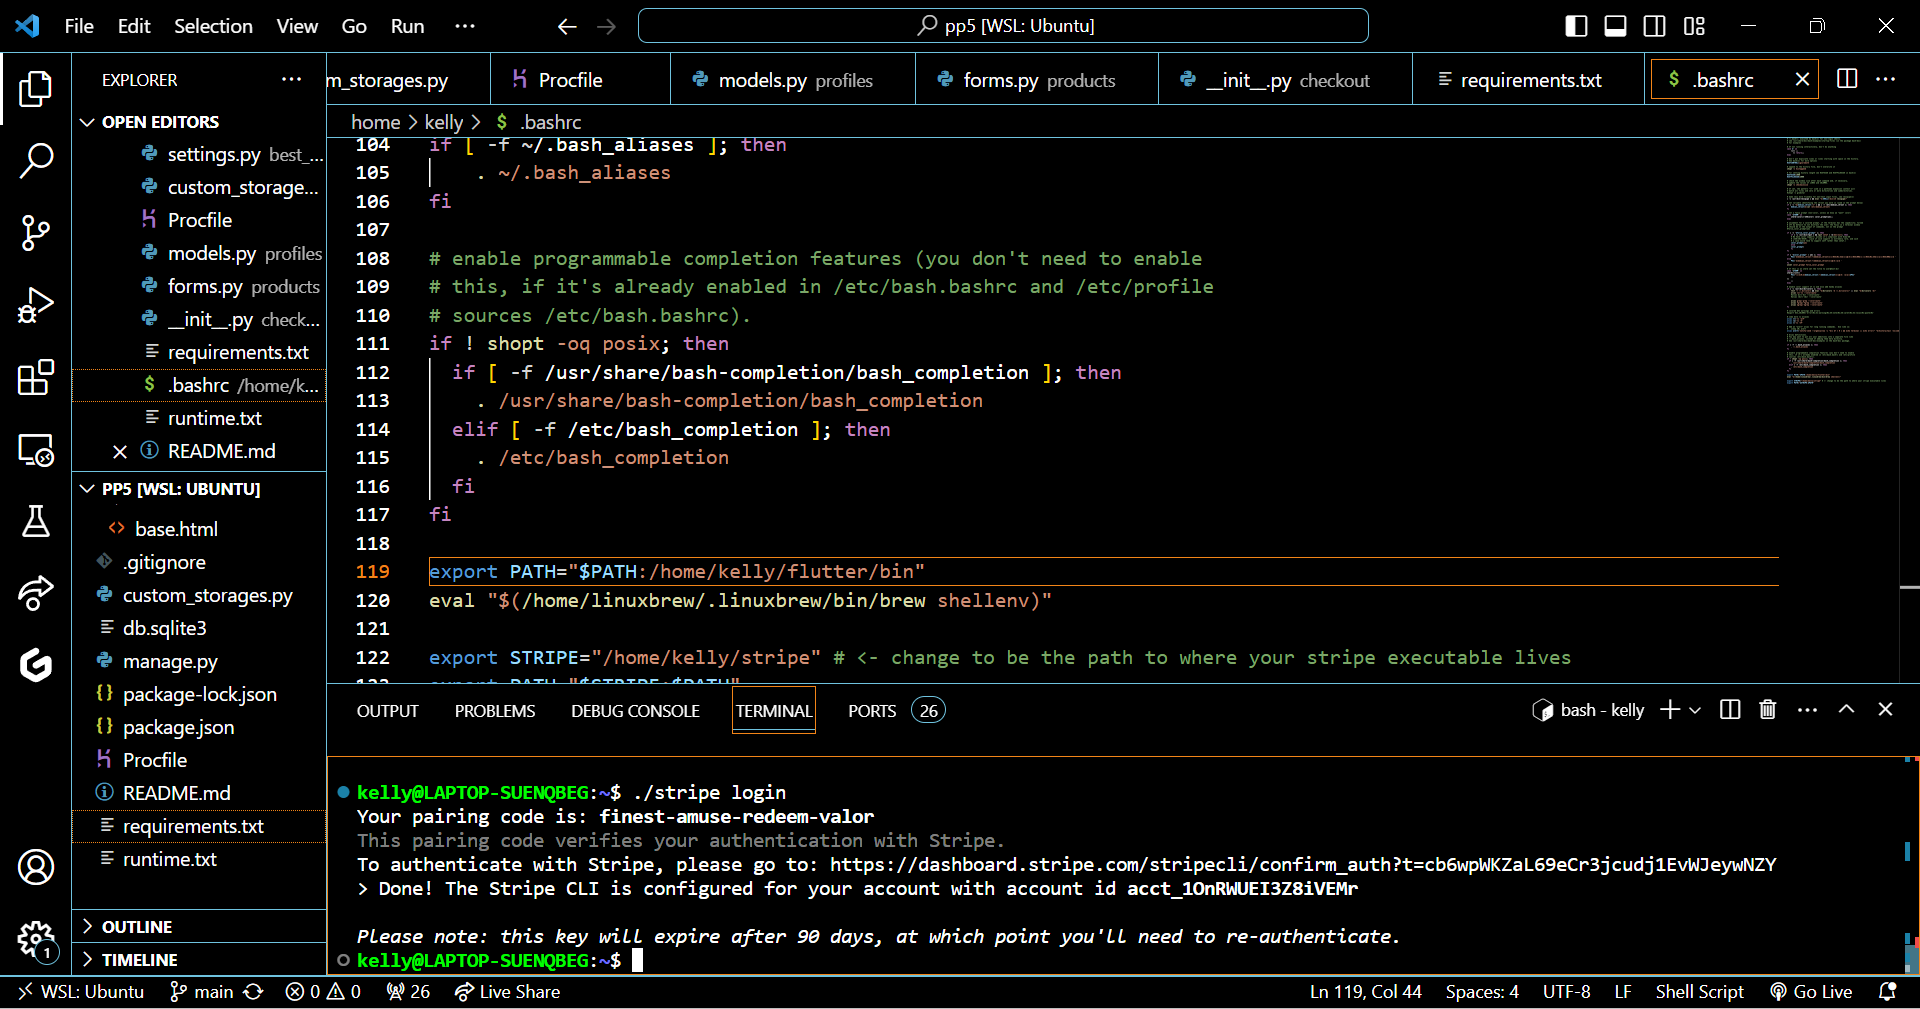 File Edit Selection View Go Run ··· pp5 [WSL: Ubuntu]
EXPLORER ···
m_storages.py Procfile models.py profiles forms.py products __init__.py checkout requirements.txt $ .bashrc ···
OPEN EDITORS
settings.py best_...
custom_storage...
Procfile
models.py profiles
forms.py products
__init__.py check...
requirements.txt
$ .bashrc /home/k...
runtime.txt
README.md
PP5 [WSL: UBUNTU]
<> base.html
.gitignore
custom_storages.py
db.sqlite3
manage.py
{} package-lock.json
{} package.json
Procfile
README.md
requirements.txt
runtime.txt
OUTLINE
TIMELINE
1
home > kelly > $ .bashrc
104 if [ -f ~/.bash_aliases ]; then
105 . ~/.bash_aliases
106 fi
107
108 # enable programmable completion features (you don't need to enable
109 # this, if it's already enabled in /etc/bash.bashrc and /etc/profile
110 # sources /etc/bash.bashrc).
111 if ! shopt -oq posix; then
112 if [ -f /usr/share/bash-completion/bash_completion ]; then
113 . /usr/share/bash-completion/bash_completion
114 elif [ -f /etc/bash_completion ]; then
115 . /etc/bash_completion
116 fi
117 fi
118
119 export PATH="$PATH:/home/kelly/flutter/bin"
120 eval "$(/home/linuxbrew/.linuxbrew/bin/brew shellenv)"
121
122 export STRIPE="/home/kelly/stripe" # <- change to be the path to where your stripe executable lives
123 export PATH="$STRIPE:$PATH"
OUTPUT PROBLEMS DEBUG CONSOLE TERMINAL PORTS 26 bash - kelly ···
kelly@LAPTOP-SUENQBEG:~$ ./stripe login
Your pairing code is: finest-amuse-redeem-valor
This pairing code verifies your authentication with Stripe.
To authenticate with Stripe, please go to: https://dashboard.stripe.com/stripecli/confirm_auth?t=cb6wpWKZaL69eCr3jcudj1EvWJeywNZY
> Done! The Stripe CLI is configured for your account with account id acct_1OnRWUEI3Z8iVEMr
Please note: this key will expire after 90 days, at which point you'll need to re-authenticate.
kelly@LAPTOP-SUENQBEG:~$
WSL: Ubuntu main 0 0 26 Live Share Ln 119, Col 44 Spaces: 4 UTF-8 LF Shell Script Go Live